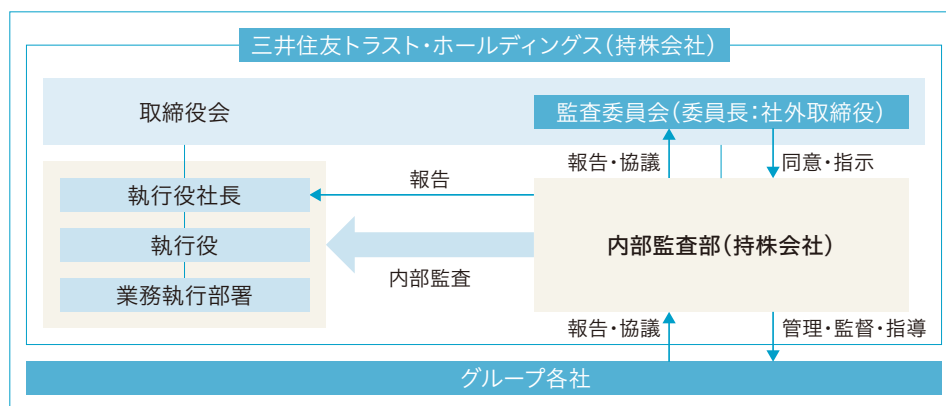 三井住友トラスト・ホールディングス(持株会社)
取締役会
監査委員会(委員長:社外取締役)
報告・協議
同意・指示
執行役社長
報告
執行役
内部監査部(持株会社)
内部監査
業務執行部署
報告・協議
管理・監督・指導
グループ各社